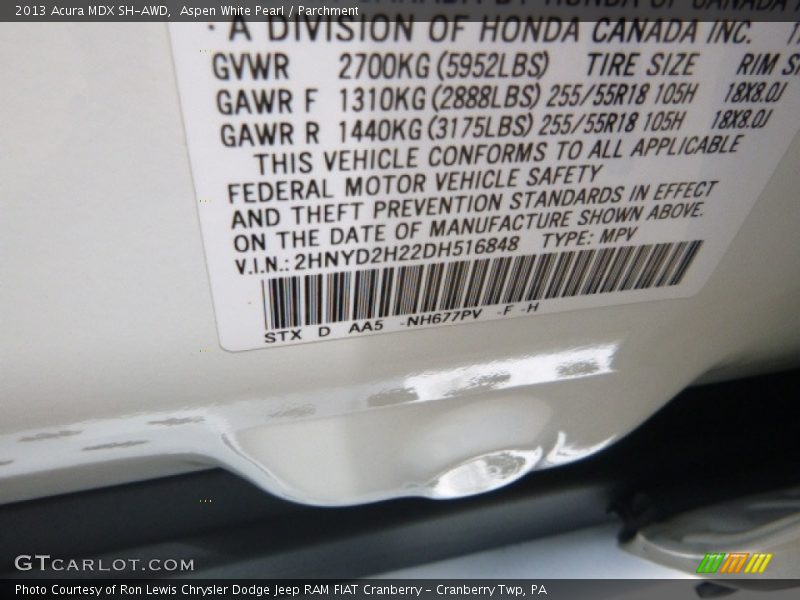 2013 Acura MDX SH-AWD, Aspen White Pearl / Parchment
A DIVISION OF HONDA CANADA INC.
GVWR 2700KG (5952LBS) TIRE SIZE RIM
GAWR F 1310KG (2888LBS) 255/55R18 105H 18X8.0J
GAWR R 1440KG (3175LBS) 255/55R18 105H 18X8.0J
THIS VEHICLE CONFORMS TO ALL APPLICABLE
FEDERAL MOTOR VEHICLE SAFETY
AND THEFT PREVENTION STANDARDS IN EFFECT
ON THE DATE OF MANUFACTURE SHOWN ABOVE.
V.I.N.: 2HNYD2H22DH516848 TYPE: MPV
STX D AA5 -NH677PV -F -H
GTCARLOT.COM
Photo Courtesy of Ron Lewis Chrysler Dodge Jeep RAM FIAT Cranberry - Cranberry Twp, PA